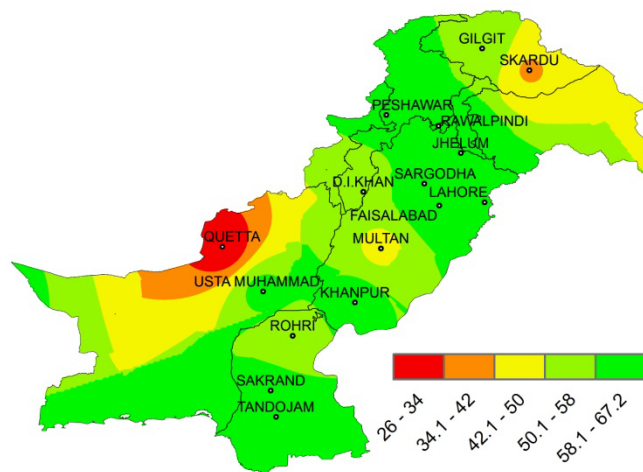 GILGIT
SKARDU
PESHAWAR
RAWALPINDI
JHELUM
SARGODHA
D.I.KHAN
LAHORE
FAISALABAD
MULTAN
QUETTA
USTA MUHAMMAD
KHANPUR
ROHRI
SAKRAND
TANDOJAM
26 - 34
34.1 - 42
42.1 - 50
50.1 - 58
58.1 - 67.2